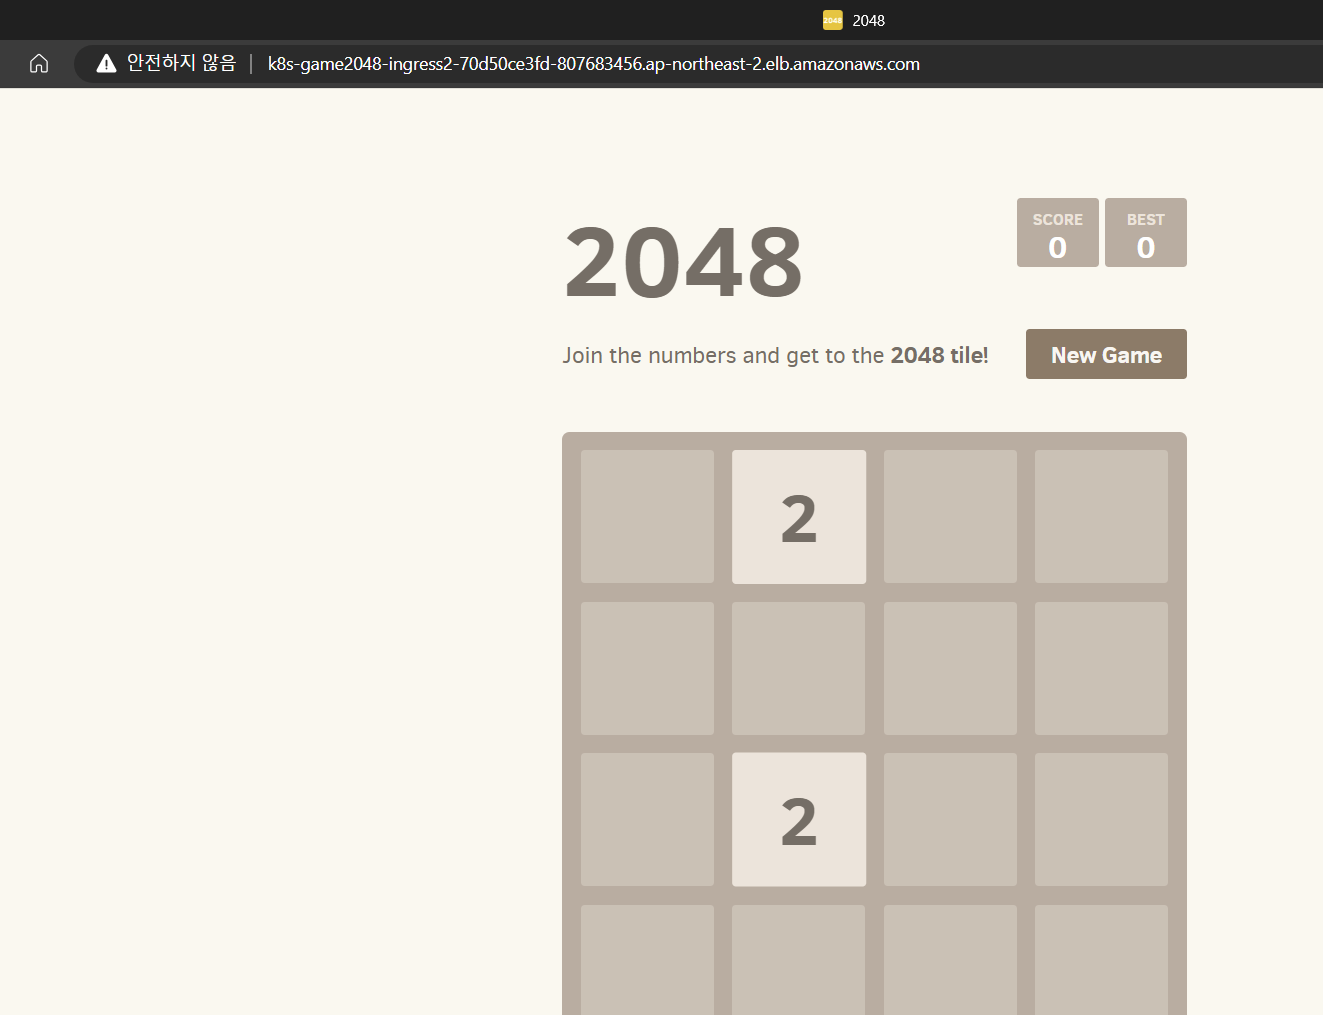 2048 2048
안전하지 않음 | k8s-game2048-ingress2-70d50ce3fd-807683456.ap-northeast-2.elb.amazonaws.com
2048
SCORE
0
BEST
0
Join the numbers and get to the 2048 tile!
New Game
2
2